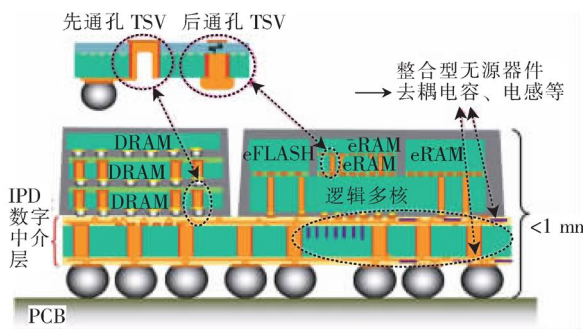 先通孔 TSV
后通孔 TSV
整合型无源器件
去耦电容、电感等
DRAM
DRAM
DRAM
eFLASH
eRAM
eRAM
eRAM
逻辑多核
IPD
数字
中介
层
<1 mm
PCB